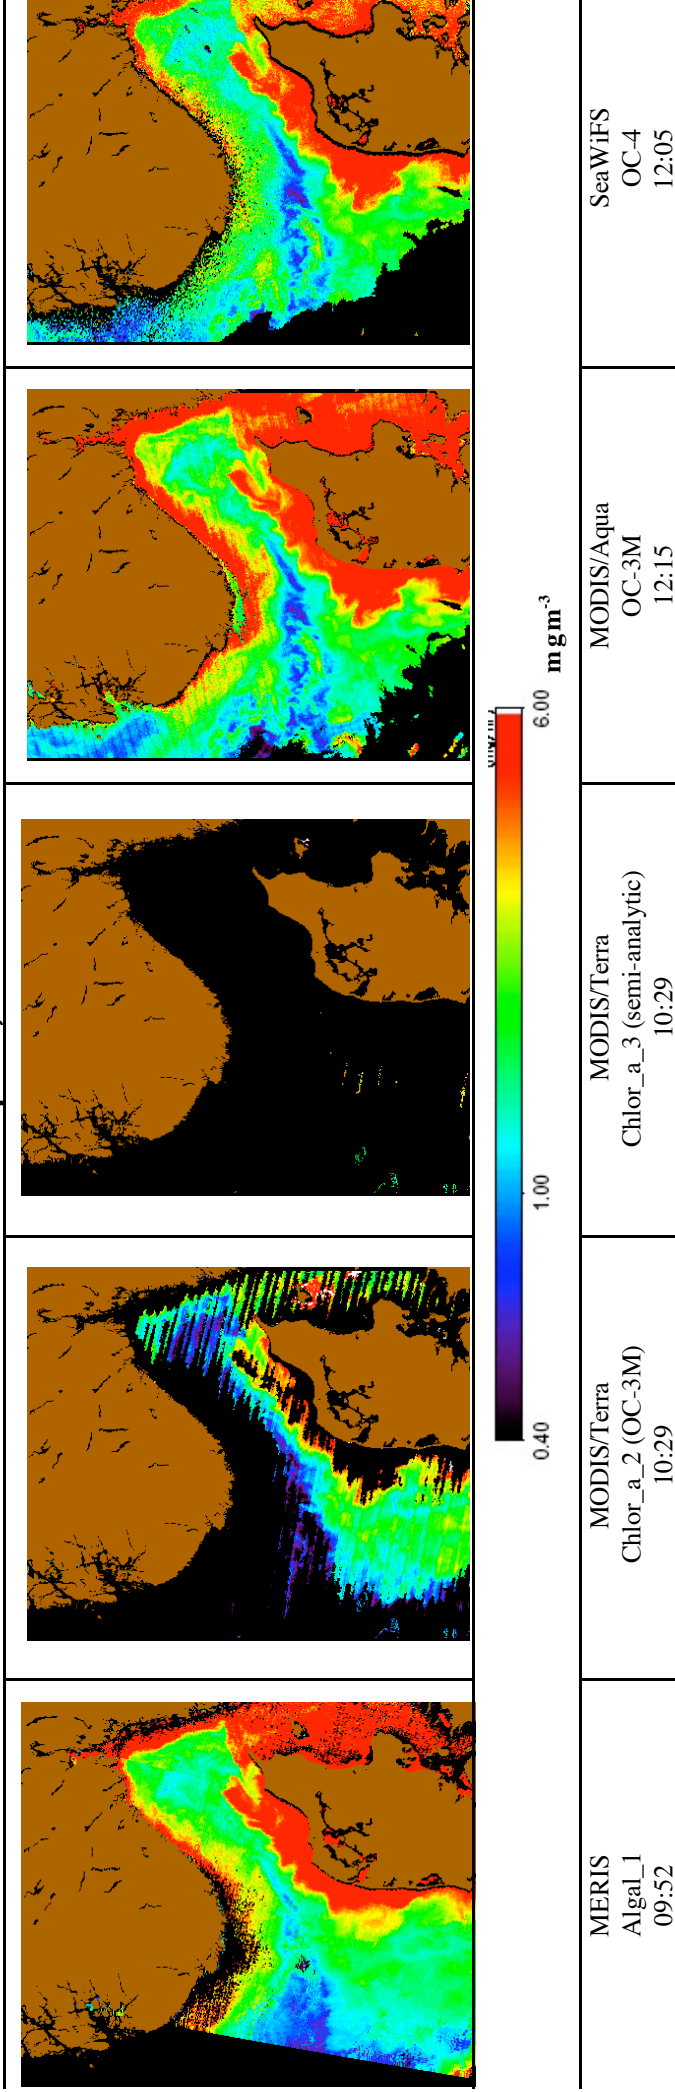 MERIS
Algal_1
09:52
MODIS/Terra
Chlor_a_2 (OC-3M)
10:29
MODIS/Terra
Chlor_a_3 (semi-analytic)
10:29
MODIS/Aqua
OC-3M
12:15
SeaWiFS
OC-4
12:05
0.40
1.00
6.00
mg m-3